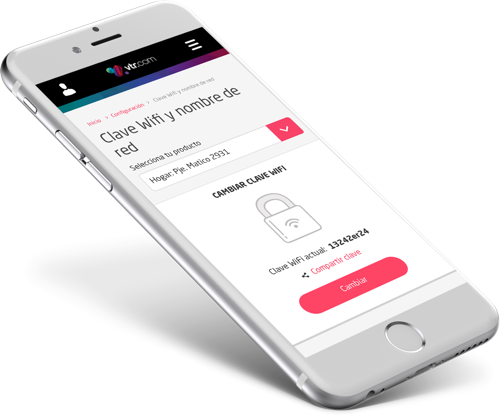 vtr.com
Inicio > Configuración > Clave Wifi y nombre de red
Clave Wifi y nombre de
red
Selecciona tu producto
Hogar: Pje. Matico 2931
CAMBIAR CLAVE WIFI
Clave WiFi actual: 13242er24
Compartir clave
Cambiar